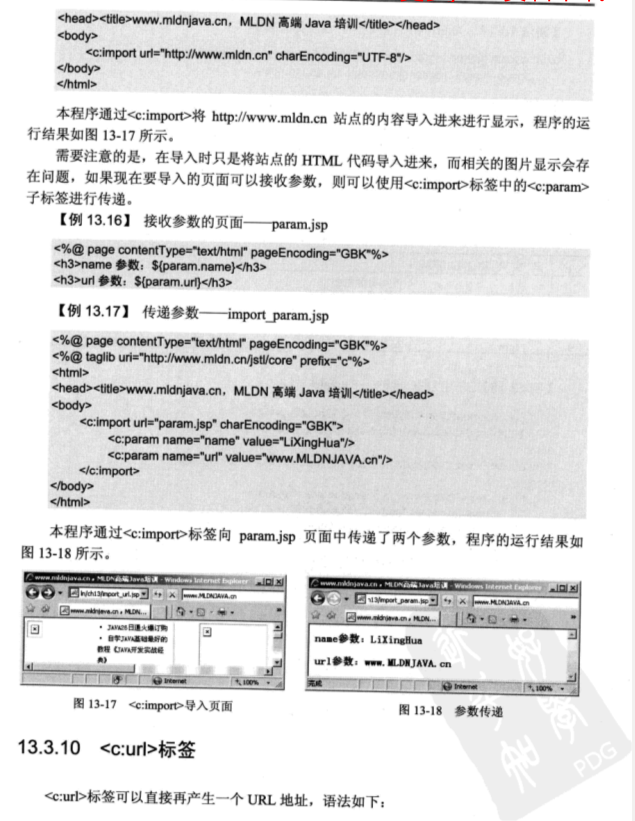 <head><title>www.mldnjava.cn，MLDN 高端 Java 培训</title></head>
<body>
<c:import url="http://www.mldn.cn" charEncoding="UTF-8"/>
</body>
</html>
本程序通过<c:import>将 http://www.mldn.cn 站点的内容导入进来进行显示，程序的运
行结果如图 13-17 所示。
需要注意的是，在导入时只是将站点的 HTML 代码导入进来，而相关的图片显示会存
在问题，如果现在要导入的页面可以接收参数，则可以使用<c:import>标签中的<c:param>
子标签进行传递。
【例 13.16】 接收参数的页面——param.jsp
<%@ page contentType="text/html" pageEncoding="GBK"%>
<h3>name 参数：${param.name}</h3>
<h3>url 参数：${param.url}</h3>
【例 13.17】 传递参数——import_param.jsp
<%@ page contentType="text/html" pageEncoding="GBK"%>
<%@ taglib uri="http://www.mldn.cn/jstl/core" prefix="c"%>
<html>
<head><title>www.mldnjava.cn，MLDN 高端 Java 培训</title></head>
<body>
<c:import url="param.jsp" charEncoding="GBK">
<c:param name="name" value="LiXingHua"/>
<c:param name="url" value="www.MLDNJAVA.cn"/>
</c:import>
</body>
</html>
本程序通过<c:import>标签向 param.jsp 页面中传递了两个参数，程序的运行结果如
图 13-18 所示。
www.mldnjava.cn，MLDN高端Java培训 - Windows Internet Explorer
n/ch13/import_url.jsp www.MLDNJAVA.cn
www.mldnjava.cn，MLDN...
JAVA
自学JAVA基础最好的
教程《JAVA开发实战经
典》
Internet 100%
www.mldnjava.cn，MLDN高端Java培训 - Windows Internet Explorer
13/import_param.jsp www.MLDNJAVA.cn
www.mldnjava.cn，MLDN...
name参数：LiXingHua
url参数：www.MLDNJAVA.cn
完成 Internet 100%
图 13-17 <c:import>导入页面
图 13-18 参数传递
13.3.10 <c:url>标签
PDG
<c:url>标签可以直接再产生一个 URL 地址，语法如下：